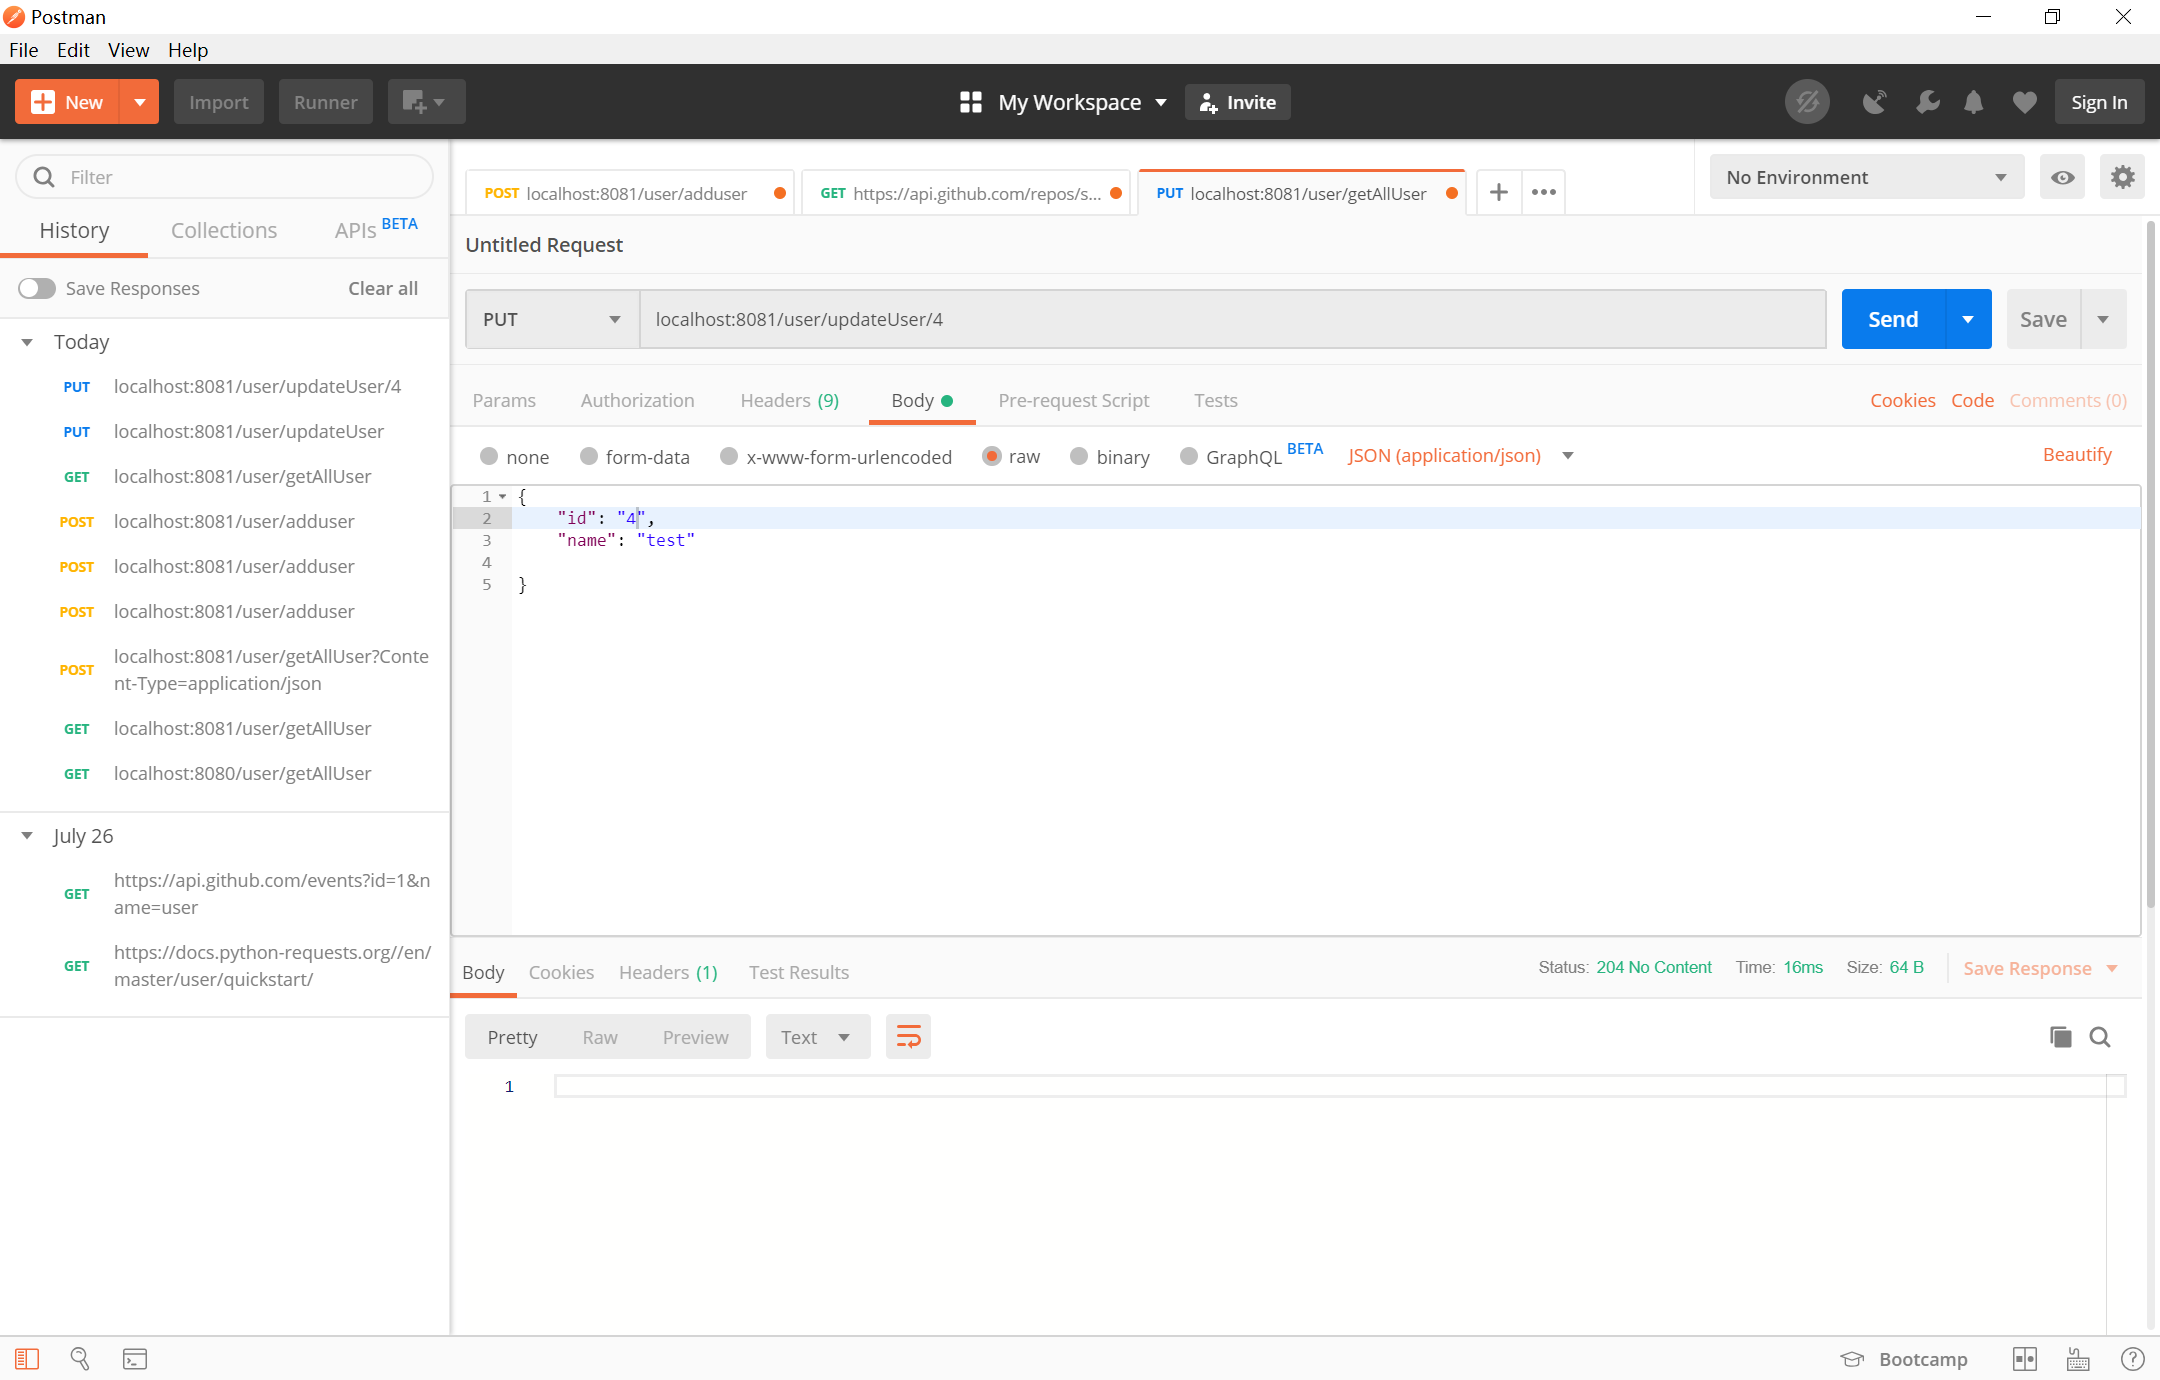 Postman
File Edit View Help
New Import Runner My Workspace Invite Sign In
Filter
History Collections APIs BETA
Save Responses Clear all
Today
PUT localhost:8081/user/updateUser/4
PUT localhost:8081/user/updateUser
GET localhost:8081/user/getAllUser
POST localhost:8081/user/adduser
POST localhost:8081/user/adduser
POST localhost:8081/user/adduser
POST localhost:8081/user/getAllUser?Conte
nt-Type=application/json
GET localhost:8081/user/getAllUser
GET localhost:8080/user/getAllUser
July 26
GET https://api.github.com/events?id=1&n
ame=user
GET https://docs.python-requests.org//en/
master/user/quickstart/
POST localhost:8081/user/adduser GET https://api.github.com/repos/s... PUT localhost:8081/user/getAllUser
No Environment
Untitled Request
PUT localhost:8081/user/updateUser/4 Send Save
Params Authorization Headers (9) Body Pre-request Script Tests Cookies Code Comments (0)
none form-data x-www-form-urlencoded raw binary GraphQL BETA JSON (application/json) Beautify
1 {
2 "id": "4",
3 "name": "test"
4
5 }
Body Cookies Headers (1) Test Results Status: 204 No Content Time: 16ms Size: 64 B Save Response
Pretty Raw Preview Text
1
Bootcamp